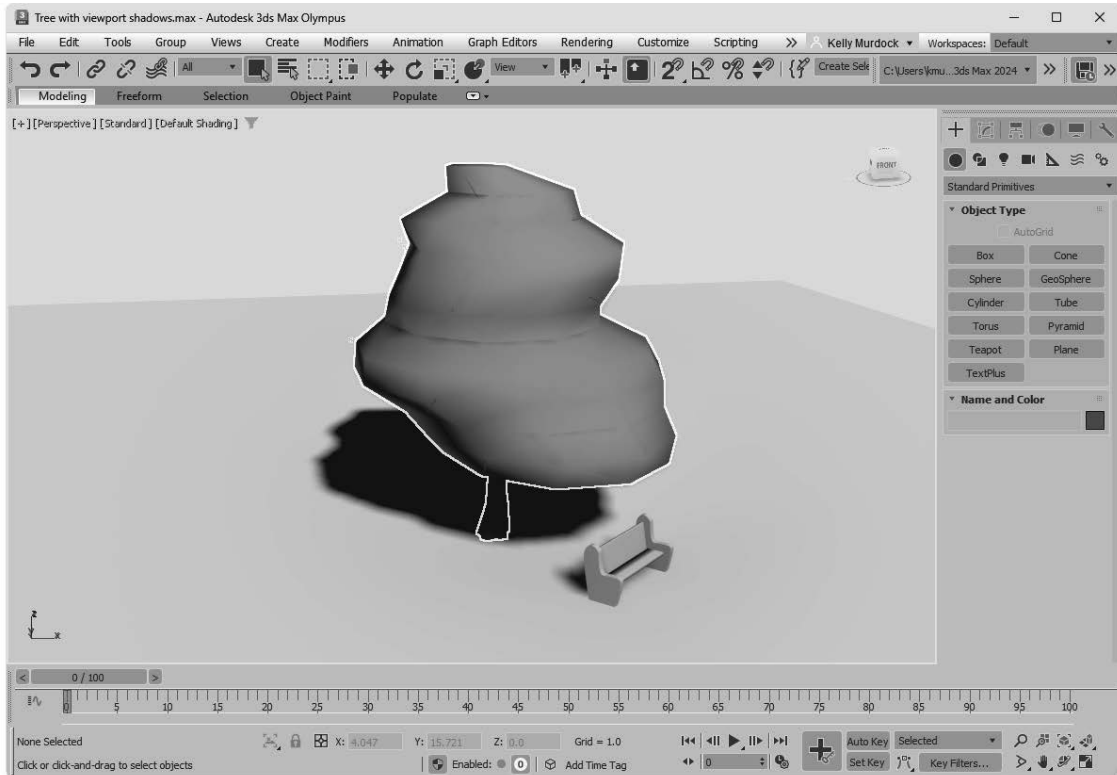 Tree with viewport shadows.max - Autodesk 3ds Max Olympus
File Edit Tools Group Views Create Modifiers Animation Graph Editors Rendering Customize Scripting Kelly Murdock Workspaces: Default
All View Create Sele C:\Users\kmu...3ds Max 2024
Modeling Freeform Selection Object Paint Populate
[+] [Perspective] [Standard] [Default Shading]
FRONT
Standard Primitives
Object Type
AutoGrid
Box Cone
Sphere GeoSphere
Cylinder Tube
Torus Pyramid
Teapot Plane
TextPlus
Name and Color
z
x
0 / 100
0 5 10 15 20 25 30 35 40 45 50 55 60 65 70 75 80 85 90 95 100
None Selected X: 4.047 Y: 15.721 Z: 0.0 Grid = 1.0 Auto Key Selected
Click or click-and-drag to select objects Enabled: 0 Add Time Tag 0 Set Key Key Filters...